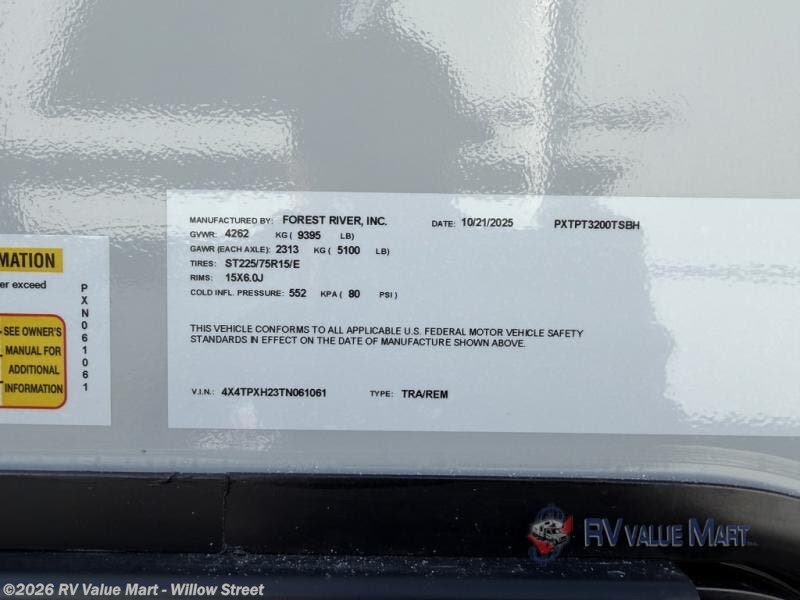 MANUFACTURED BY: FOREST RIVER, INC. DATE: 10/21/2025 PXTPT3200TSBH
GVWR: 4262 KG ( 9395 LB)
GAWR (EACH AXLE): 2313 KG ( 5100 LB)
TIRES: ST225/75R15/E
RIMS: 15X6.0J
COLD INFL. PRESSURE: 552 KPA ( 80 PSI )
THIS VEHICLE CONFORMS TO ALL APPLICABLE U.S. FEDERAL MOTOR VEHICLE SAFETY
STANDARDS IN EFFECT ON THE DATE OF MANUFACTURE SHOWN ABOVE.
V.I.N.: 4X4TPXH23TN061061 TYPE: TRA/REM
MATION
er exceed
SEE OWNER'S
MANUAL FOR
ADDITIONAL
INFORMATION
PXN061061
RV VALUE MART
©2026 RV Value Mart - Willow Street